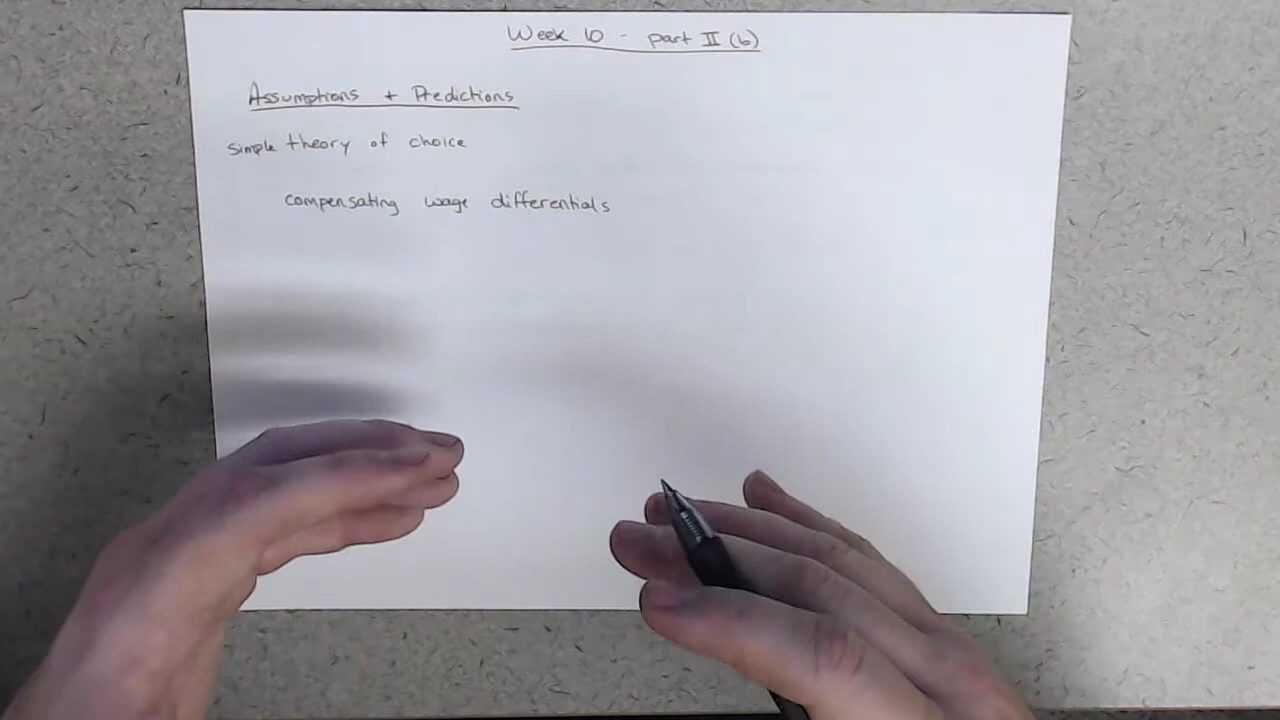 Week 10 - part II (b)
Assumptions + Predictions
simple theory of choice
compensating wage differentials